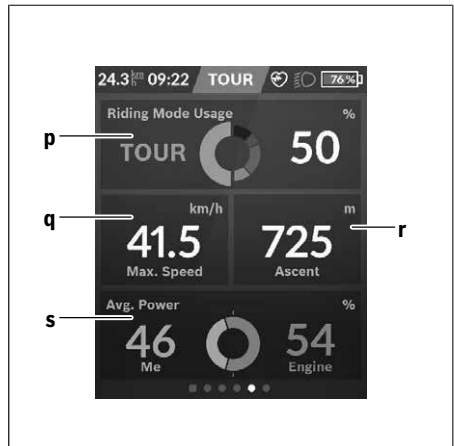 24.3 km/h 09:22 TOUR 76%
Riding Mode Usage %
p
TOUR 50
q
km/h m
41.5 725
r
Max. Speed Ascent
Avg. Power %
s
46 54
Me Engine